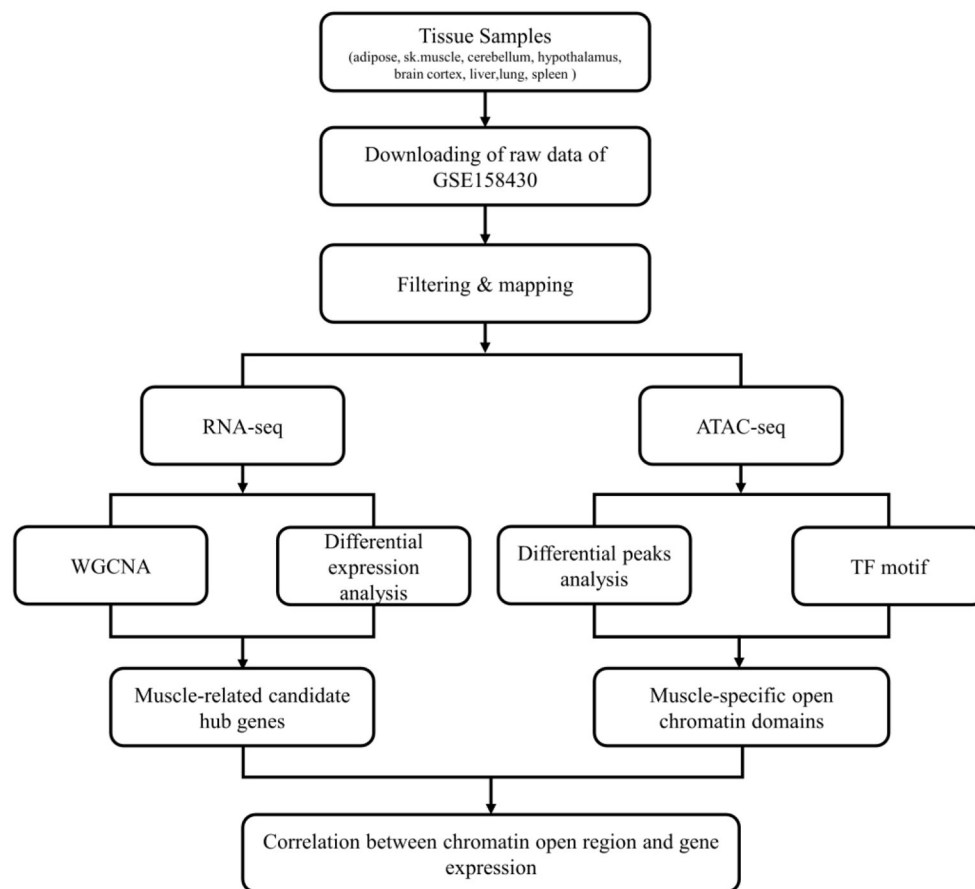 Tissue Samples
(adipose, sk.muscle, cerebellum, hypothalamus,
brain cortex, liver,lung, spleen )
Downloading of raw data of
GSE158430
Filtering & mapping
RNA-seq
ATAC-seq
WGCNA
Differential
expression
analysis
Differential peaks
analysis
TF motif
Muscle-related candidate
hub genes
Muscle-specific open
chromatin domains
Correlation between chromatin open region and gene
expression